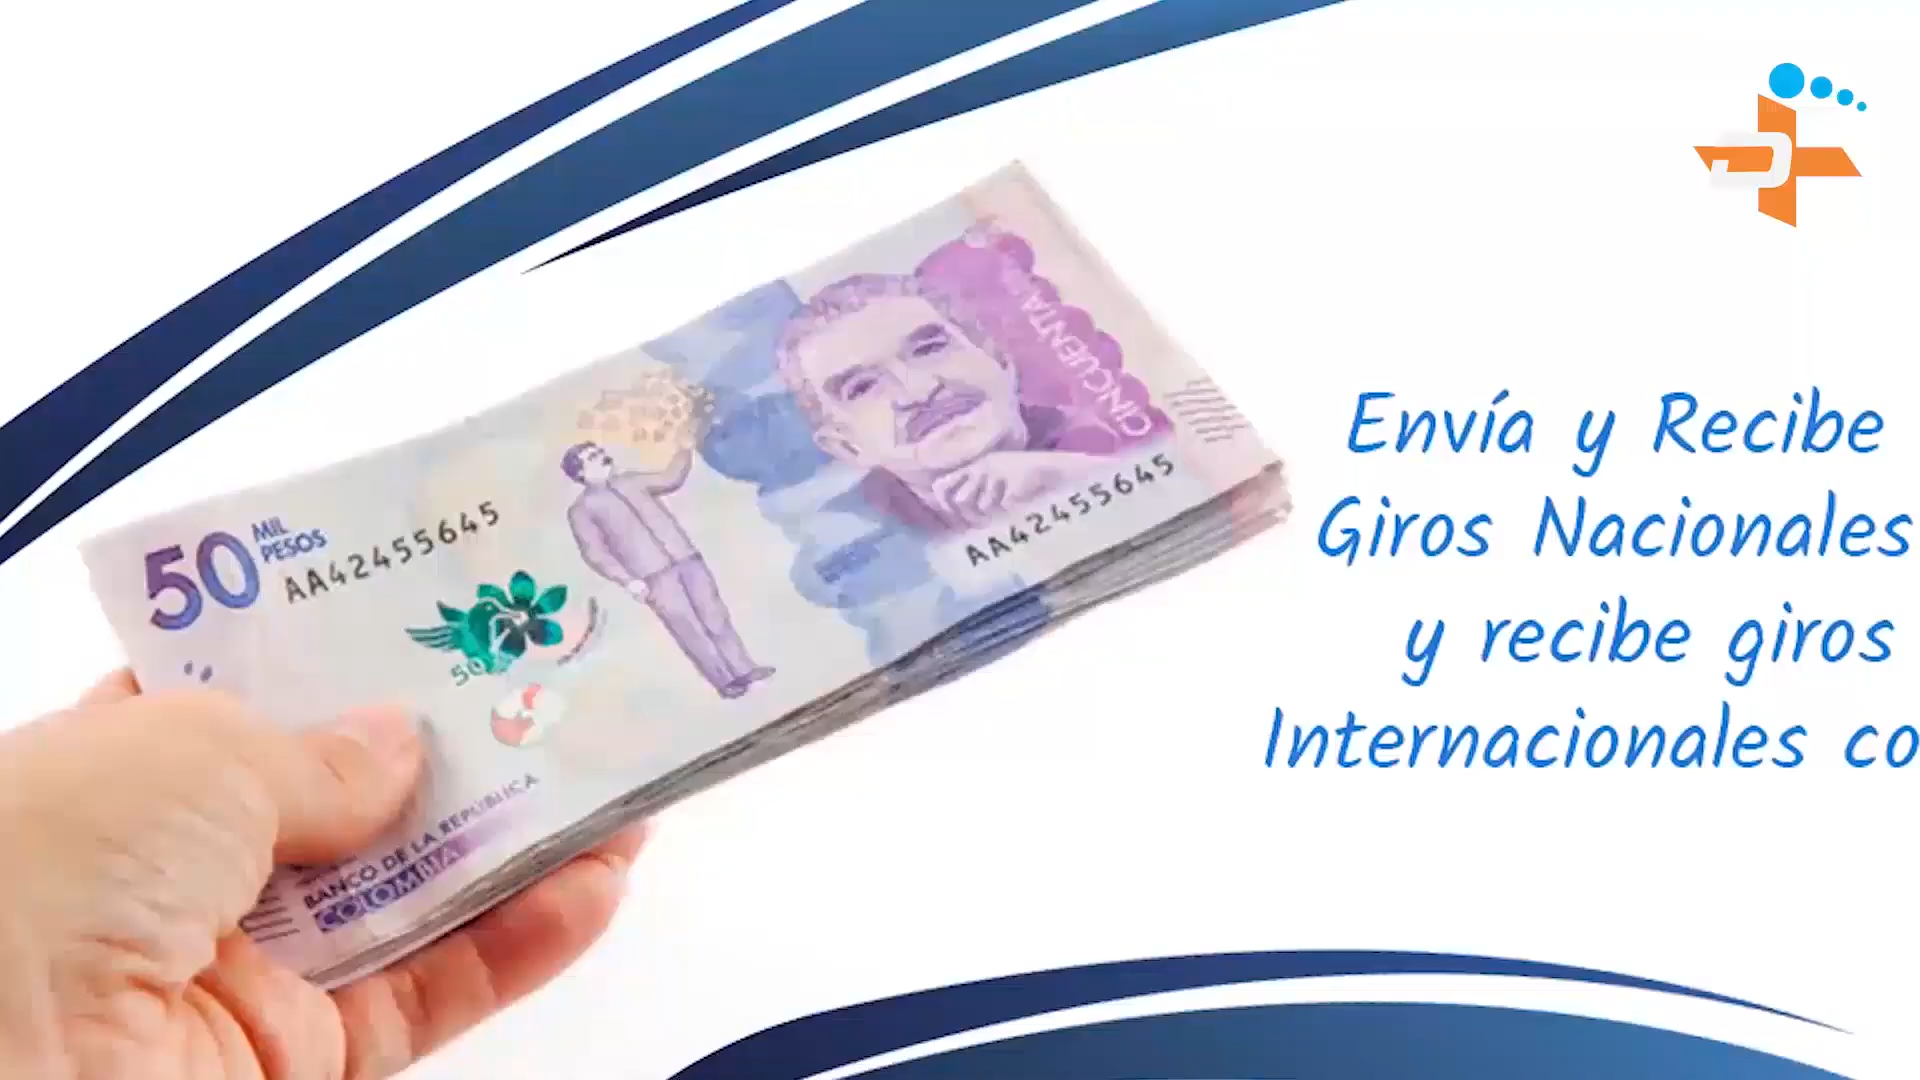 Envía y Recibe
Giros Nacionales
y recibe giros
Internacionales co
CINCUENTA
50 MIL
PESOS
AA42455645
AA42455645
50
BANCO DE LA REPÚBLICA
COLOMBIA